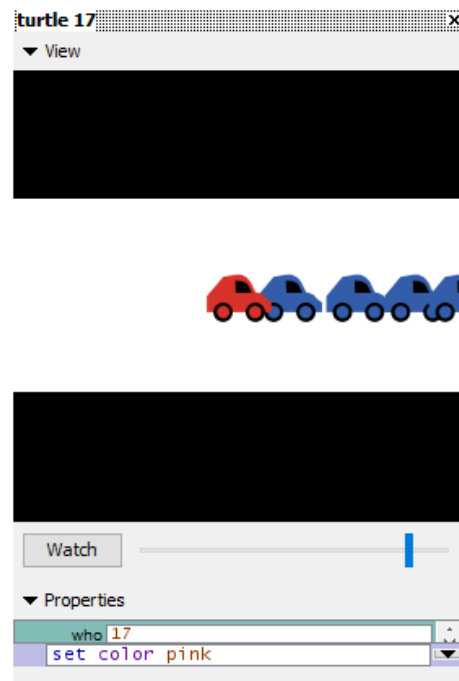 turtle 17
View
Watch
Properties
who 17
set color pink